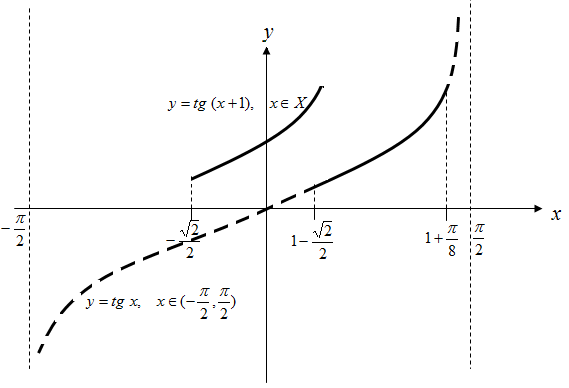 y
y = tg (x+1), x ∈ X
x
−π/2
−√2/2
1−√2/2
1+π/8
π/2
y = tg x, x ∈ (−π/2, π/2)